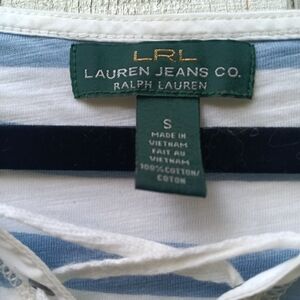 LRL
LAUREN JEANS CO.
RALPH LAUREN
S
MADE IN
VIETNAM
FAIT AU
VIETNAM
100% COTTON/
COTON